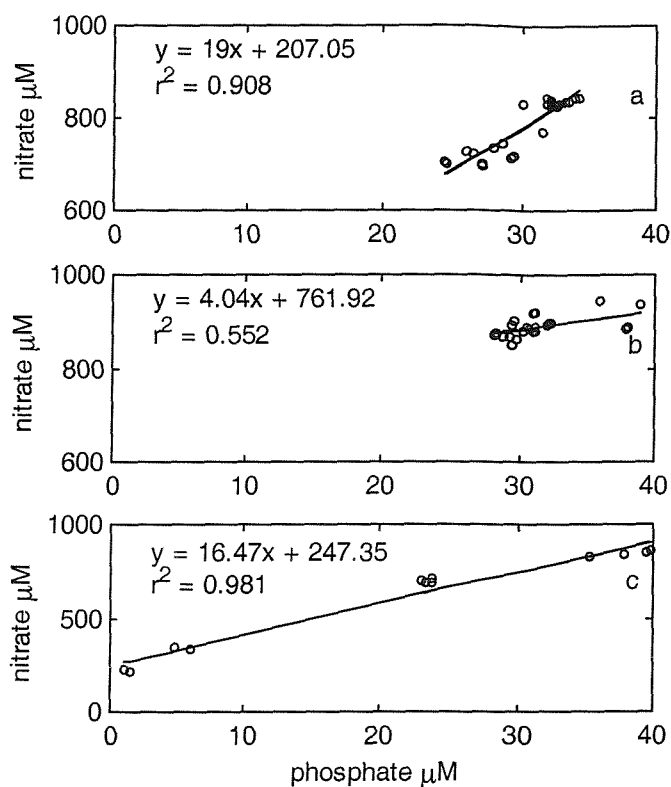 1000
y = 19x + 207.05
r² = 0.908
a
800
600
nitrate μM
0
10
20
30
40
1000
y = 4.04x + 761.92
r² = 0.552
b
800
600
nitrate μM
0
10
20
30
40
1000
y = 16.47x + 247.35
r² = 0.981
c
500
0
nitrate μM
0
10
20
30
40
phosphate μM